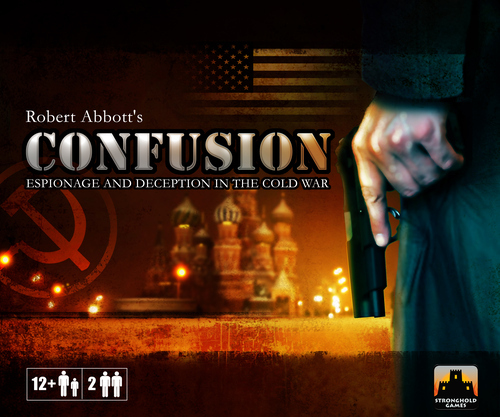 Robert Abbott's
CONFUSION
ESPIONAGE AND DECEPTION IN THE COLD WAR
12+ 2
STRONGHOLD
GAMES